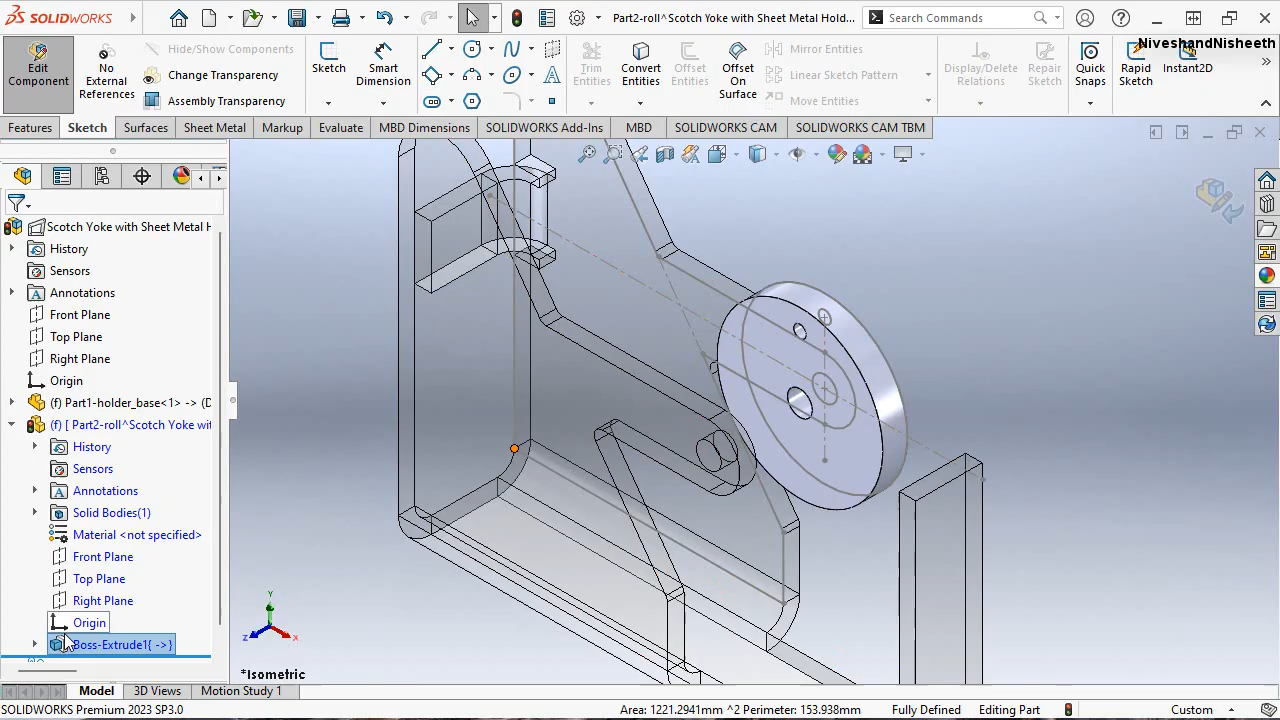 SOLIDWORKS
Part2-roll^Scotch Yoke with Sheet Metal Hold...
Search Commands
NiveshandNisheeth
Edit Component
No External References
Hide/Show Components
Change Transparency
Assembly Transparency
Sketch
Smart Dimension
Trim Entities
Convert Entities
Offset Entities
Offset On Surface
Mirror Entities
Linear Sketch Pattern
Move Entities
Display/Delete Relations
Repair Sketch
Quick Snaps
Rapid Sketch
Instant2D
Features
Sketch
Surfaces
Sheet Metal
Markup
Evaluate
MBD Dimensions
SOLIDWORKS Add-Ins
MBD
SOLIDWORKS CAM
SOLIDWORKS CAM TBM
Scotch Yoke with Sheet Metal H
History
Sensors
Annotations
Front Plane
Top Plane
Right Plane
Origin
(f) Part1-holder_base<1> -> (D
(f) [ Part2-roll^Scotch Yoke wit
History
Sensors
Annotations
Solid Bodies(1)
Material <not specified>
Front Plane
Top Plane
Right Plane
Origin
Boss-Extrude1{ ->}
Y
Z
X
*Isometric
Model
3D Views
Motion Study 1
SOLIDWORKS Premium 2023 SP3.0
Area: 1221.2941mm ^2 Perimeter: 153.938mm
Fully Defined
Editing Part
Custom